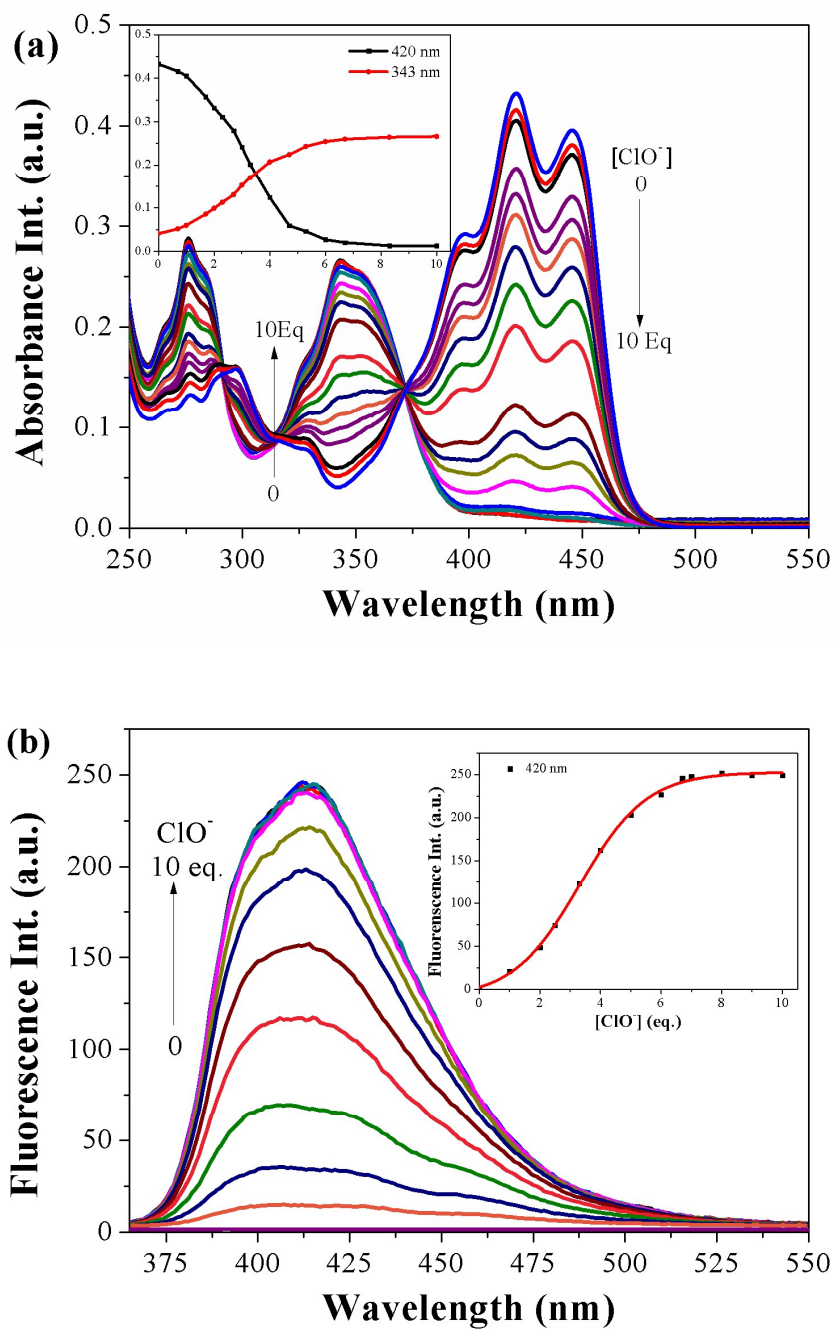 (a)
Absorbance Int. (a.u.)
0.5
0.4
0.3
0.2
0.1
0.0
250 300 350 400 450 500 550
Wavelength (nm)
0.5
0.4
0.3
0.2
0.1
0.0
0 2 4 6 8 10
420 nm
343 nm
[ClO-]
0
10 Eq
10Eq
0
(b)
Fluorescence Int. (a.u.)
250
200
150
100
50
0
375 400 425 450 475 500 525 550
Wavelength (nm)
ClO-
10 eq.
0
420 nm
Fluorenscence Int. (a.u.)
250
200
150
100
50
0
0 2 4 6 8 10
[ClO-] (eq.)